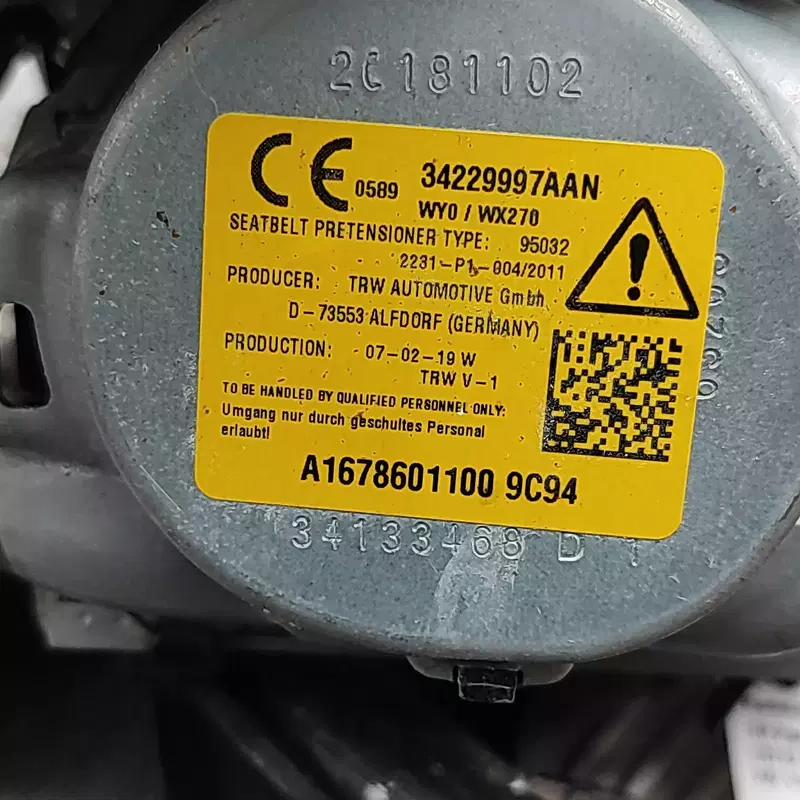 2C181102
CE 0589 34229997AAN
WY0 / WX270
SEATBELT PRETENSIONER TYPE: 95032
2231-P1-004/2011
PRODUCER: TRW AUTOMOTIVE GmbH
D-73553 ALFDORF (GERMANY)
PRODUCTION: 07-02-19 W
TRW V-1
TO BE HANDLED BY QUALIFIED PERSONNEL ONLY:
Umgang nur durch geschultes Personal
erlaubt!
A1678601100 9C94
34133468 D 1